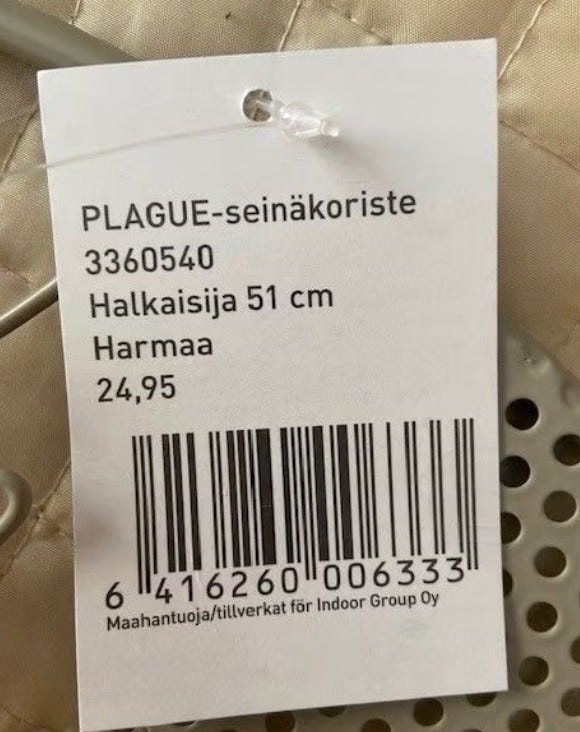 PLAGUE-seinäkoriste
3360540
Halkaisija 51 cm
Harmaa
24,95
6 416260 006333
Maahantuoja/tillverkat för Indoor Group Oy